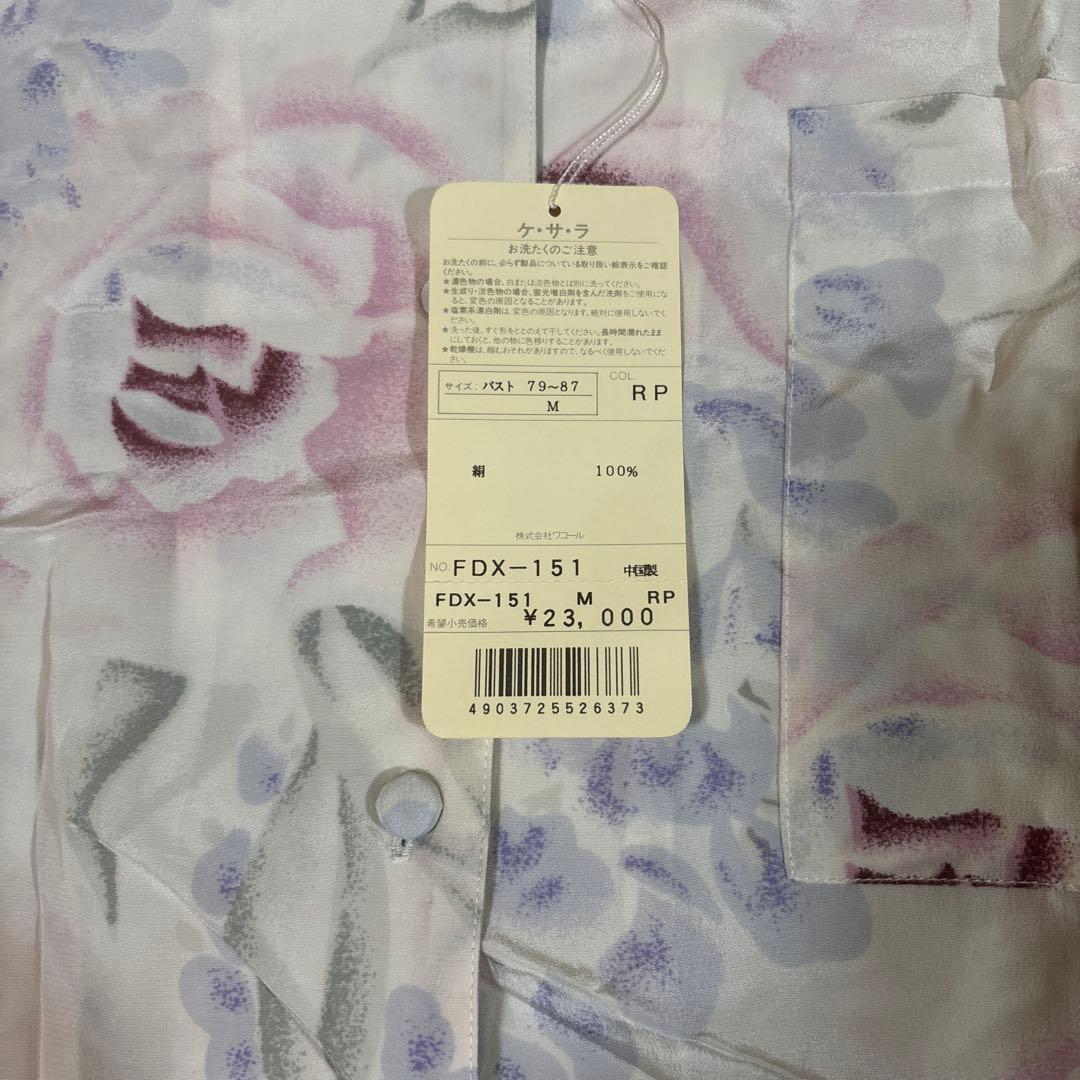 ケ・サ・ラ
お洗たくのご注意
お洗たくの前に、必らず製品についている取り扱い絵表示をご確認
ください。
★濃色物の場合、白または淡色物とは別に洗ってください。
★生成り・淡色物の場合、蛍光増白剤を含んだ洗剤をご使用にな
ると、変色の原因となることがあります。
★塩素系漂白剤は、変色の原因となります。絶対に使用しないでく
ださい。
★洗った後、すぐ形をととのえて干してください。長時間濡れたまま
にしておくと、他の物に色移りすることがあります。
★乾燥機は、縮むおそれがありますので、なるべく使用しないでくだ
さい。
サイズ：バスト 79〜87
M
COL.
RP
絹 100%
株式会社ワコール
NO FDX-151 中国製
FDX-151 M RP
希望小売価格 ¥23,000
4903725526373